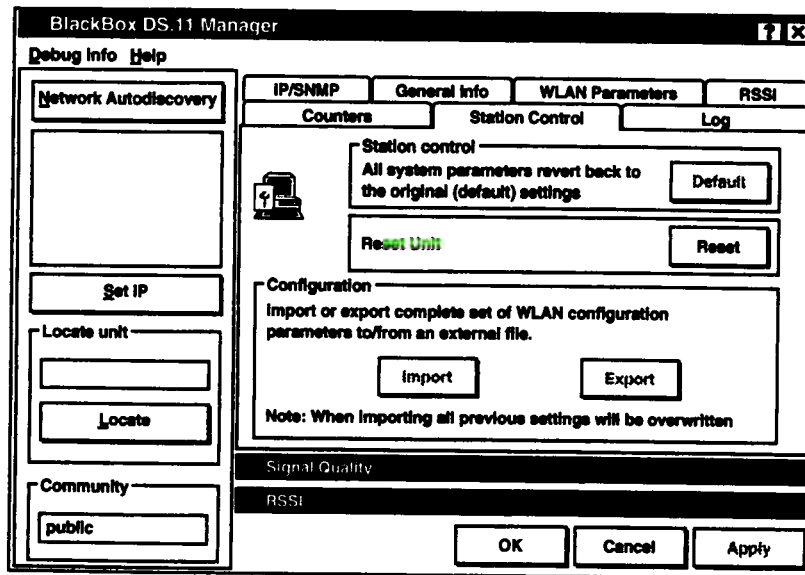 BlackBox DS.11 Manager
Debug Info Help
Network Autodiscovery
Set IP
Locate unit
Locate
Community
public
IP/SNMP General Info WLAN Parameters RSSI
Counters Station Control Log
Station control
All system parameters revert back to
the original (default) settings
Default
Reset Unit
Reset
Configuration
Import or export complete set of WLAN configuration
parameters to/from an external file.
Import Export
Note: When importing all previous settings will be overwritten
Signal Quality
RSSI
OK Cancel Apply